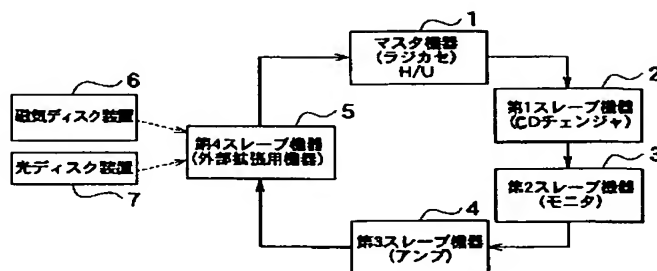 1
マスタ機器
(ラジカセ)
H/U
2
第1スレーブ機器
(CDチェンジャ)
3
第2スレーブ機器
(モニタ)
4
第3スレーブ機器
(アンプ)
5
第4スレーブ機器
(外部拡張用機器)
6
磁気ディスク装置
光ディスク装置
7